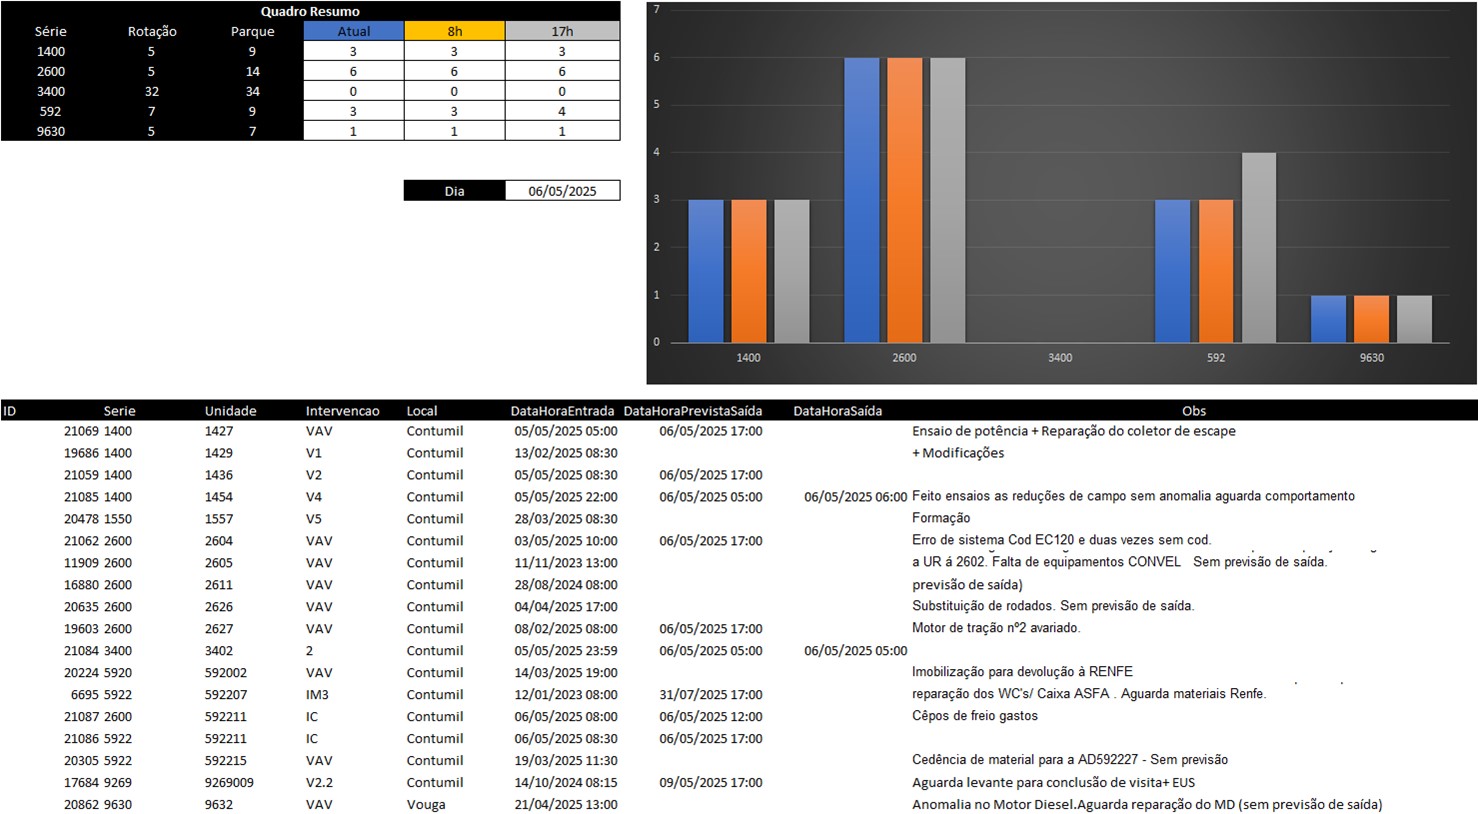 Quadro Resumo
Série Rotação Parque Atual 8h 17h
1400 5 9 3 3 3
2600 5 14 6 6 6
3400 32 34 0 0 0
592 7 9 3 3 4
9630 5 7 1 1 1
Dia 06/05/2025
7
6
5
4
3
2
1
0
1400 2600 3400 592 9630
ID Serie Unidade Intervencao Local DataHoraEntrada DataHoraPrevistaSaída DataHoraSaída Obs
21069 1400 1427 VAV Contumil 05/05/2025 05:00 06/05/2025 17:00 Ensaio de potência + Reparação do coletor de escape
19686 1400 1429 V1 Contumil 13/02/2025 08:30 + Modificações
21059 1400 1436 V2 Contumil 05/05/2025 08:30 06/05/2025 17:00
21085 1400 1454 V4 Contumil 05/05/2025 22:00 06/05/2025 05:00 06/05/2025 06:00 Feito ensaios as reduções de campo sem anomalia aguarda comportamento
20478 1550 1557 V5 Contumil 28/03/2025 08:30 Formação
21062 2600 2604 VAV Contumil 03/05/2025 10:00 06/05/2025 17:00 Erro de sistema Cod EC120 e duas vezes sem cod.
11909 2600 2605 VAV Contumil 11/11/2023 13:00 a UR á 2602. Falta de equipamentos CONVEL Sem previsão de saída.
16880 2600 2611 VAV Contumil 28/08/2024 08:00 previsão de saída)
20635 2600 2626 VAV Contumil 04/04/2025 17:00 Substituição de rodados. Sem previsão de saída.
19603 2600 2627 VAV Contumil 08/02/2025 08:00 06/05/2025 17:00 Motor de tração nº2 avariado.
21084 3400 3402 2 Contumil 05/05/2025 23:59 06/05/2025 05:00 06/05/2025 05:00
20224 5920 592002 VAV Contumil 14/03/2025 19:00 Imobilização para devolução à RENFE
6695 5922 592207 IM3 Contumil 12/01/2023 08:00 31/07/2025 17:00 reparação dos WC's/ Caixa ASFA . Aguarda materiais Renfe.
21087 2600 592211 IC Contumil 06/05/2025 08:00 06/05/2025 12:00 Cêpos de freio gastos
21086 5922 592211 IC Contumil 06/05/2025 08:30 06/05/2025 17:00
20305 5922 592215 VAV Contumil 19/03/2025 11:30 Cedência de material para a AD592227 - Sem previsão
17684 9269 9269009 V2.2 Contumil 14/10/2024 08:15 09/05/2025 17:00 Aguarda levante para conclusão de visita+ EUS
20862 9630 9632 VAV Vouga 21/04/2025 13:00 Anomalia no Motor Diesel.Aguarda reparação do MD (sem previsão de saída)